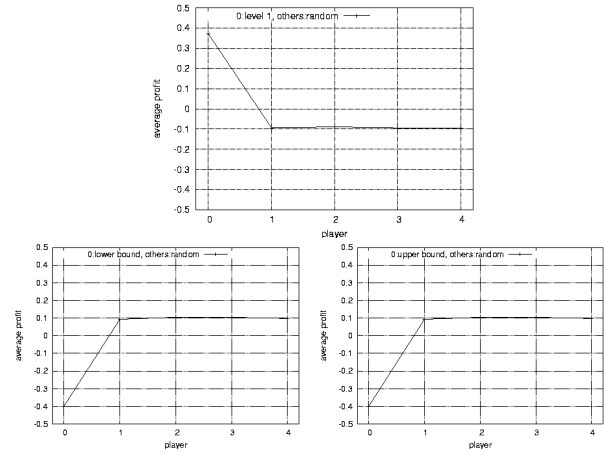 0:level 1, others:random
0.5
0.4
0.3
0.2
0.1
0
-0.1
-0.2
-0.3
-0.4
-0.5
average profit
0 1 2 3 4
player
0:lower bound, others:random
0.5
0.4
0.3
0.2
0.1
0
-0.1
-0.2
-0.3
-0.4
-0.5
average profit
0 1 2 3 4
player
0:upper bound, others:random
0.5
0.4
0.3
0.2
0.1
0
-0.1
-0.2
-0.3
-0.4
-0.5
average profit
0 1 2 3 4
player